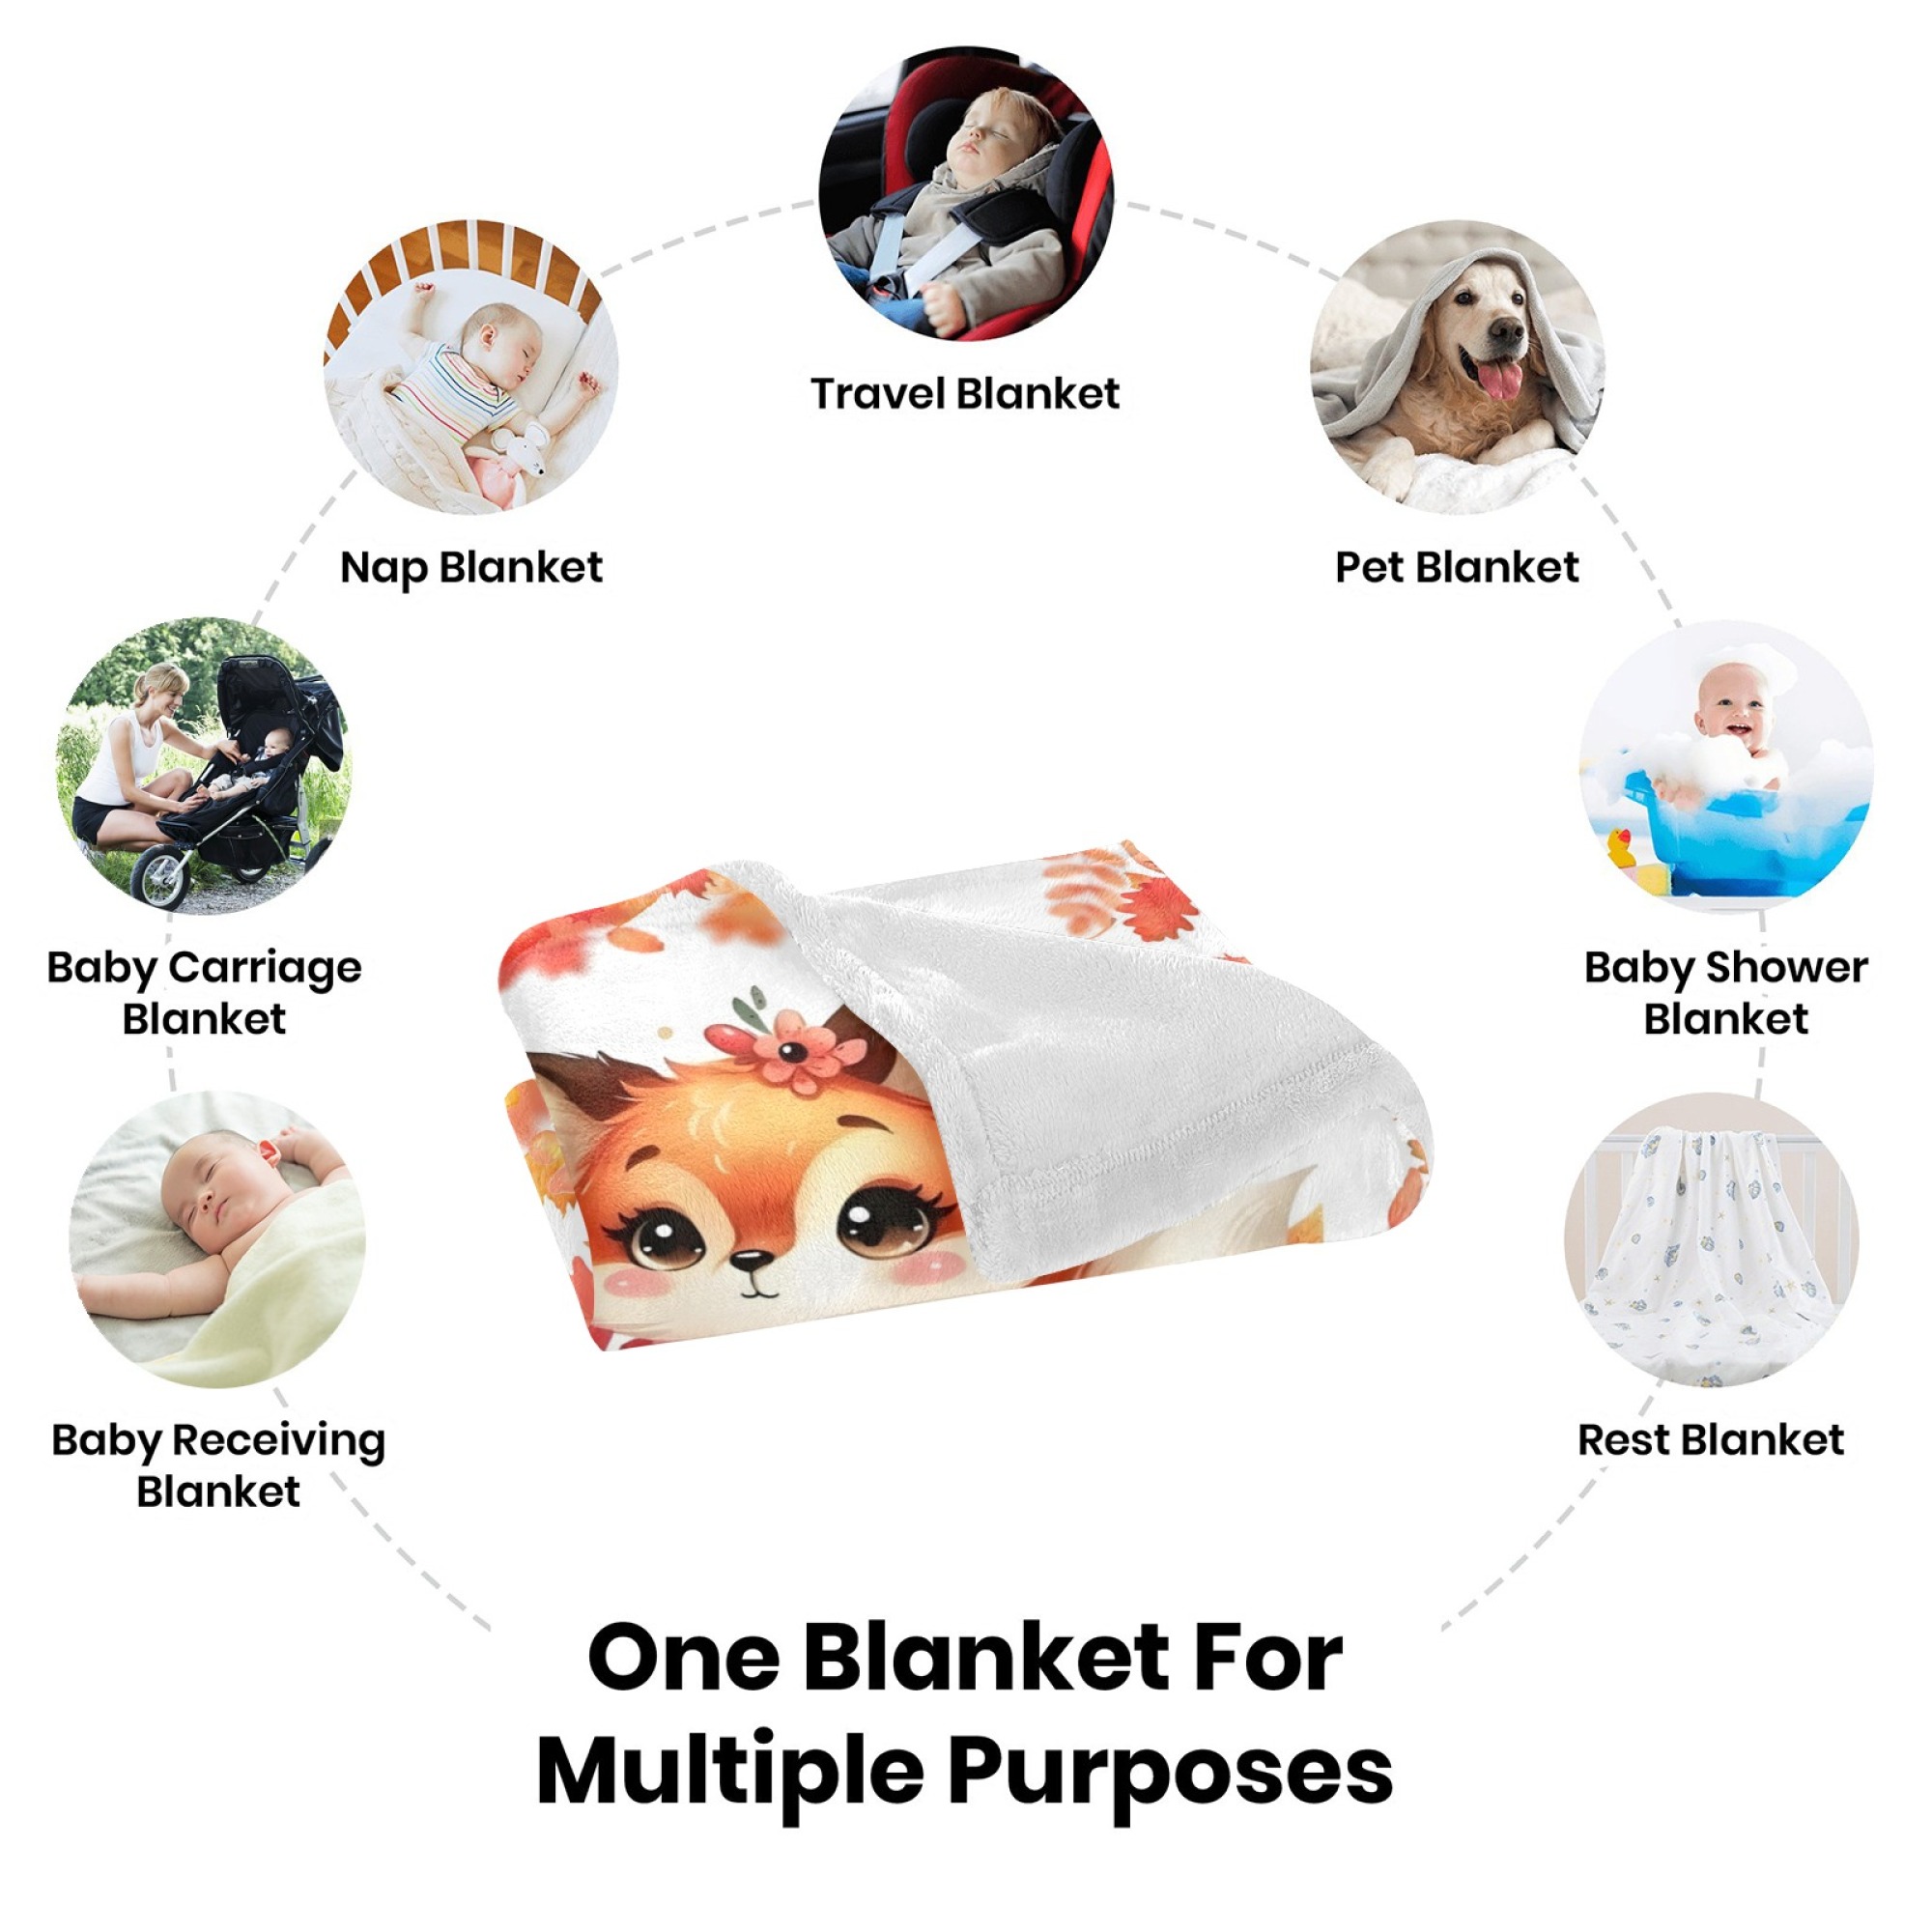 Travel Blanket
Nap Blanket
Pet Blanket
Baby Carriage
Blanket
Baby Shower
Blanket
Baby Receiving
Blanket
Rest Blanket
One Blanket For
Multiple Purposes